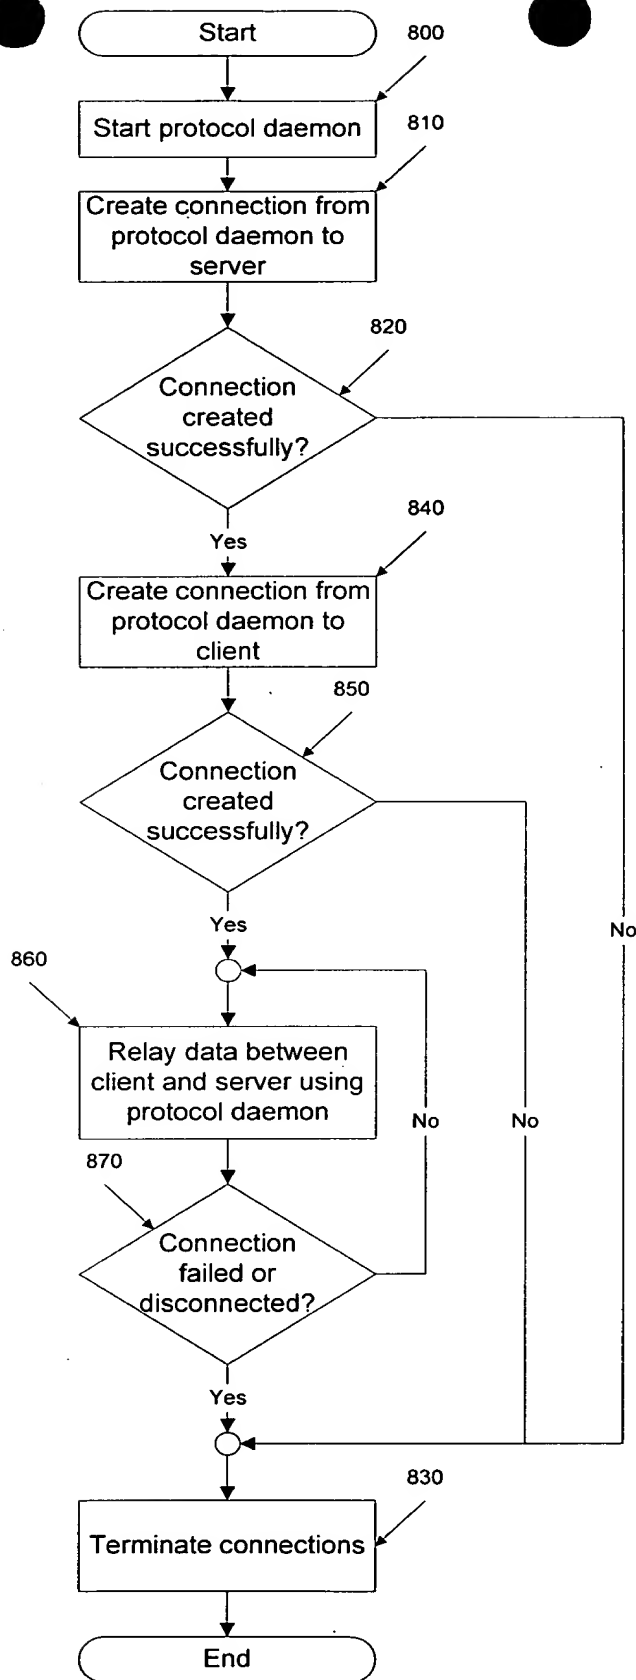 Start
800
Start protocol daemon
810
Create connection from
protocol daemon to
server
820
Connection
created
successfully?
Yes
840
Create connection from
protocol daemon to
client
850
Connection
created
successfully?
Yes
No
860
Relay data between
client and server using
protocol daemon
No
No
870
Connection
failed or
disconnected?
Yes
830
Terminate connections
End